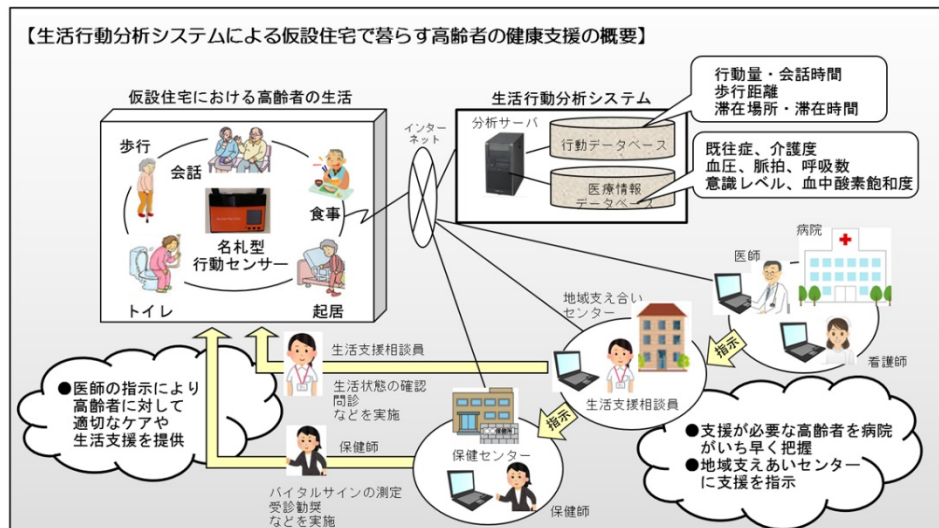 【生活行動分析システムによる仮設住宅で暮らす高齢者の健康支援の概要】
仮設住宅における高齢者の生活
歩行
会話
食事
名札型
行動センサー
トイレ
起居
インター
ネット
生活行動分析システム
分析サーバ
行動データベース
医療情報
データベース
行動量・会話時間
歩行距離
滞在場所・滞在時間
既往症、介護度
血圧、脈拍、呼吸数
意識レベル、血中酸素飽和度
病院
医師
看護師
指示
地域支え合い
センター
生活支援相談員
指示
保健所
保健センター
保健師
生活支援相談員
生活状態の確認
問診
などを実施
保健師
バイタルサインの測定
受診勧奨
などを実施
●医師の指示により
高齢者に対して
適切なケアや
生活支援を提供
●支援が必要な高齢者を病院
がいち早く把握
●地域支えあいセンター
に支援を指示